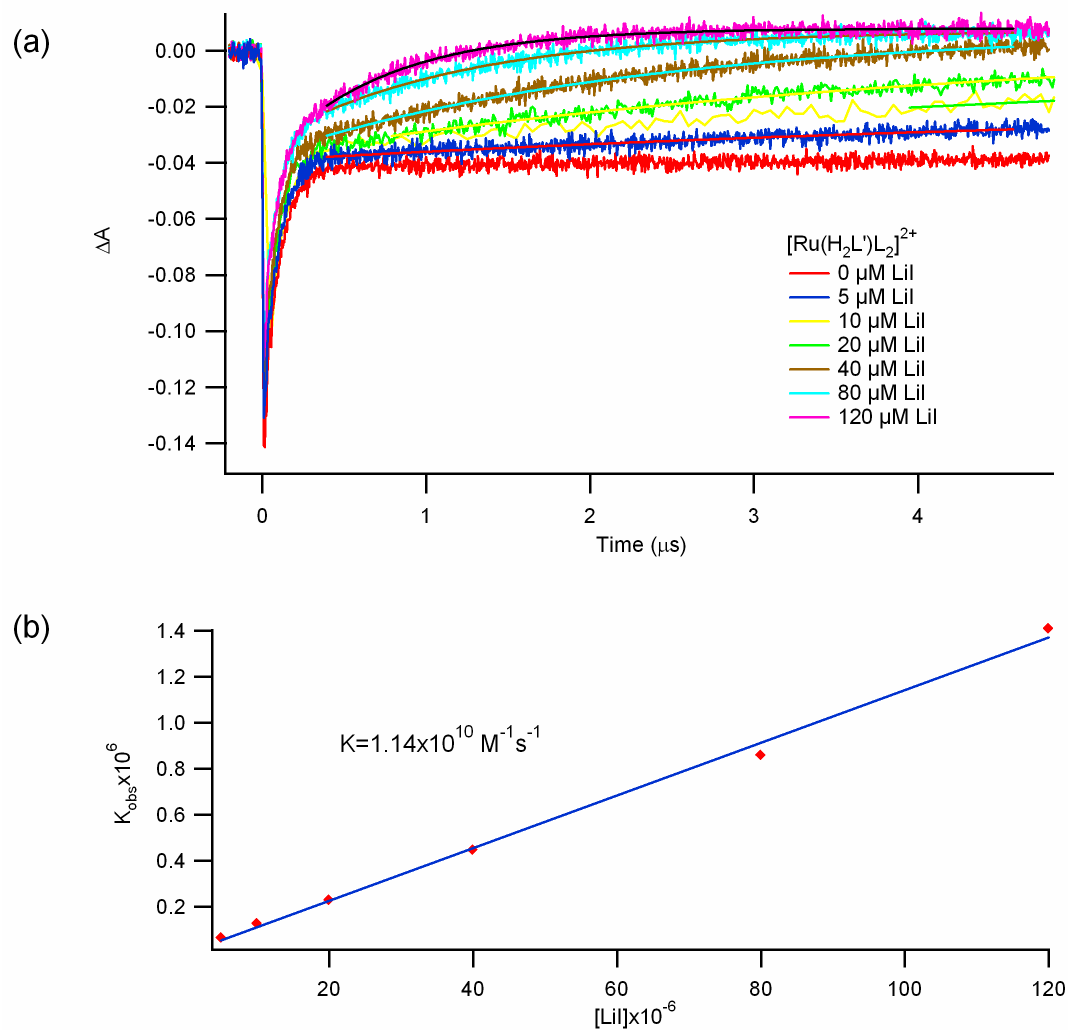 (a)
0.00
-0.02
-0.04
-0.06
-0.08
-0.10
-0.12
-0.14
ΔA
[Ru(H₂L')L₂]²⁺
0 µM LiI
5 µM LiI
10 µM LiI
20 µM LiI
40 µM LiI
80 µM LiI
120 µM LiI
0 1 2 3 4
Time (µs)
(b)
1.4
1.2
1.0
0.8
0.6
0.4
0.2
K_obs x10⁶
K=1.14x10¹⁰ M⁻¹s⁻¹
20 40 60 80 100 120
[LiI]x10⁻⁶